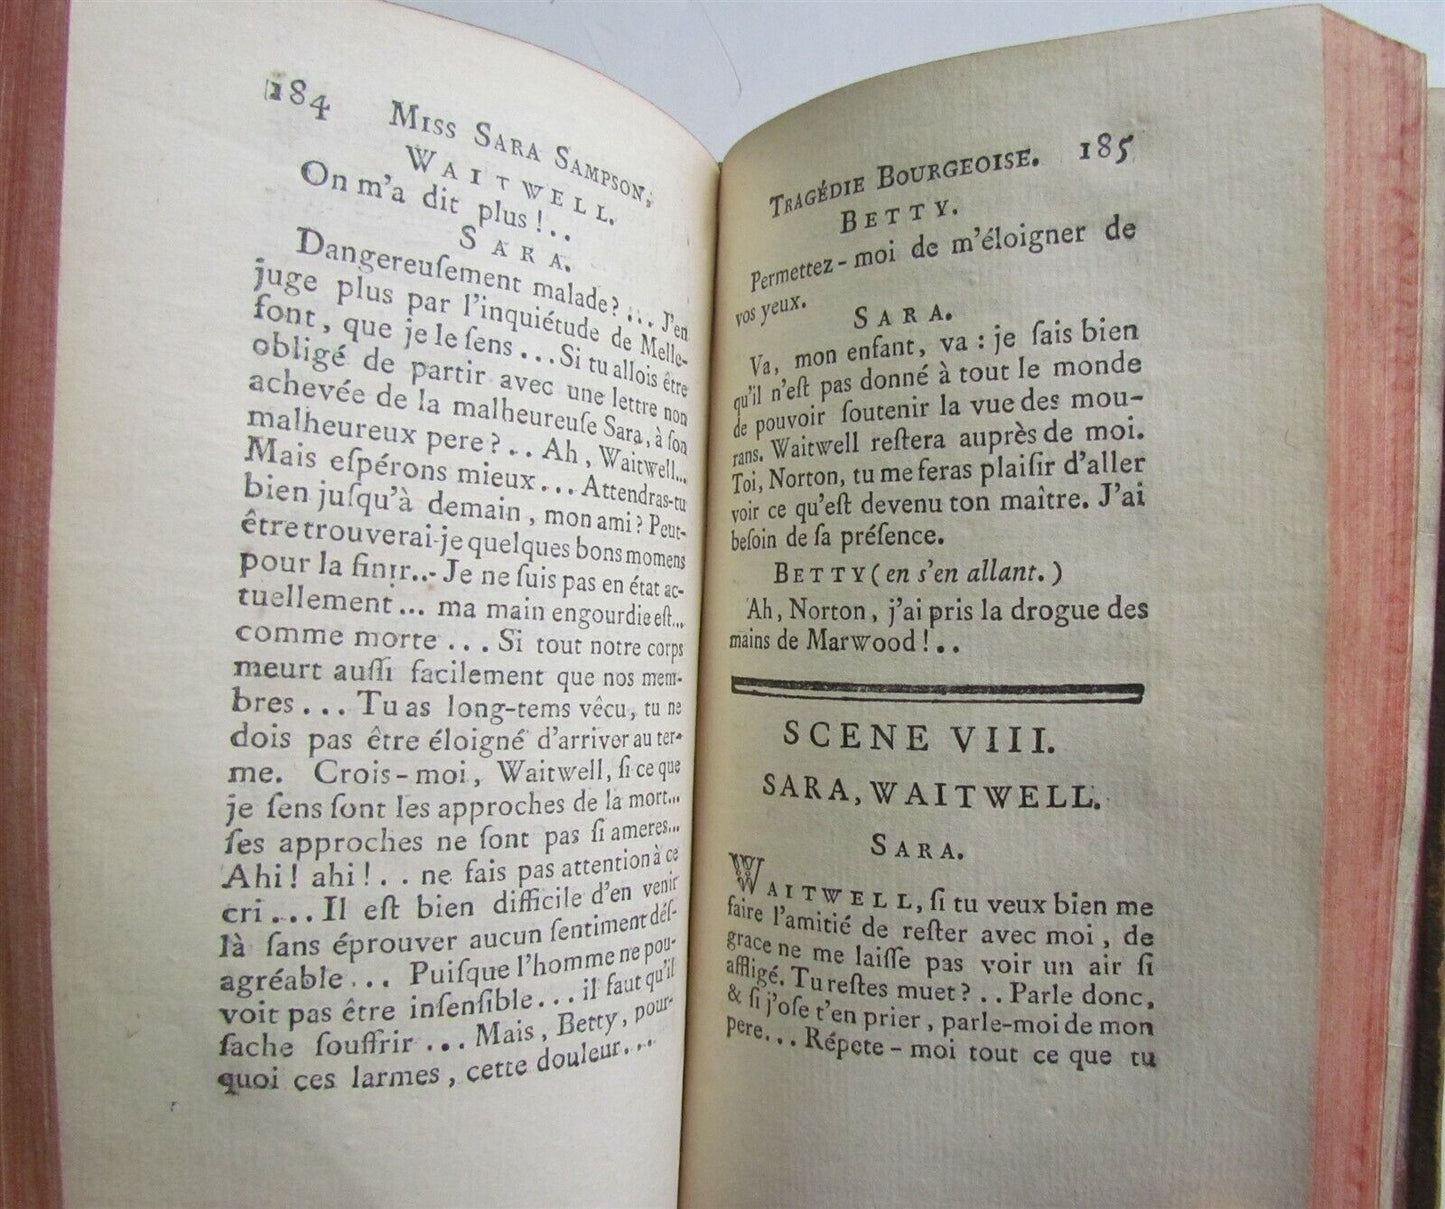 184 MISS SARA SAMPSON,
WAITWELL.
On m'a dit plus!..
SARA.
Dangereuſement malade?... J'en
juge plus par l'inquiétude de Melle-
font, que je le ſens... Si tu allois être
obligé de partir avec une lettre non
achevée de la malheureuſe Sara, à ſon
malheureux pere?.. Ah, Waitwell...
Mais eſpérons mieux... Attendras-tu
bien juſqu'à demain, mon ami? Peut-
être trouverai-je quelques bons momens
pour la finir... Je ne ſuis pas en état ac-
tuellement... ma main engourdie eſt...
comme morte... Si tout notre corps
meurt auſſi facilement que nos mem-
bres... Tu as long-tems vêcu, tu ne
dois pas être éloigné d'arriver au ter-
me. Crois-moi, Waitwell, ſi ce que
je ſens ſont les approches de la mort...
ſes approches ne ſont pas ſi ameres...
Ahi! ahi!.. ne fais pas attention à ce
cri... Il eſt bien difficile d'en venir
là ſans éprouver aucun ſentiment déſ-
agréable... Puiſque l'homme ne pou-
voit pas être inſenſible... il faut qu'il
ſache ſouffrir... Mais, Betty, pour-
quoi ces larmes, cette douleur...
TRAGÉDIE BOURGEOISE. 185
BETTY.
Permettez-moi de m'éloigner de
vos yeux.
SARA.
Va, mon enfant, va: je ſais bien
qu'il n'eſt pas donné à tout le monde
de pouvoir ſoutenir la vue des mou-
rans. Waitwell reſtera auprès de moi.
Toi, Norton, tu me feras plaiſir d'aller
voir ce qu'eſt devenu ton maître. J'ai
beſoin de ſa préſence.
BETTY (en s'en allant.)
Ah, Norton, j'ai pris la drogue des
mains de Marwood!..
SCENE VIII.
SARA, WAITWELL.
SARA.
WAITWELL, ſi tu veux bien me
faire l'amitié de reſter avec moi, de
grace ne me laiſſe pas voir un air ſi
affligé. Tu reſtes muet?.. Parle donc,
& ſi j'oſe t'en prier, parle-moi de mon
pere... Répete-moi tout ce que tu